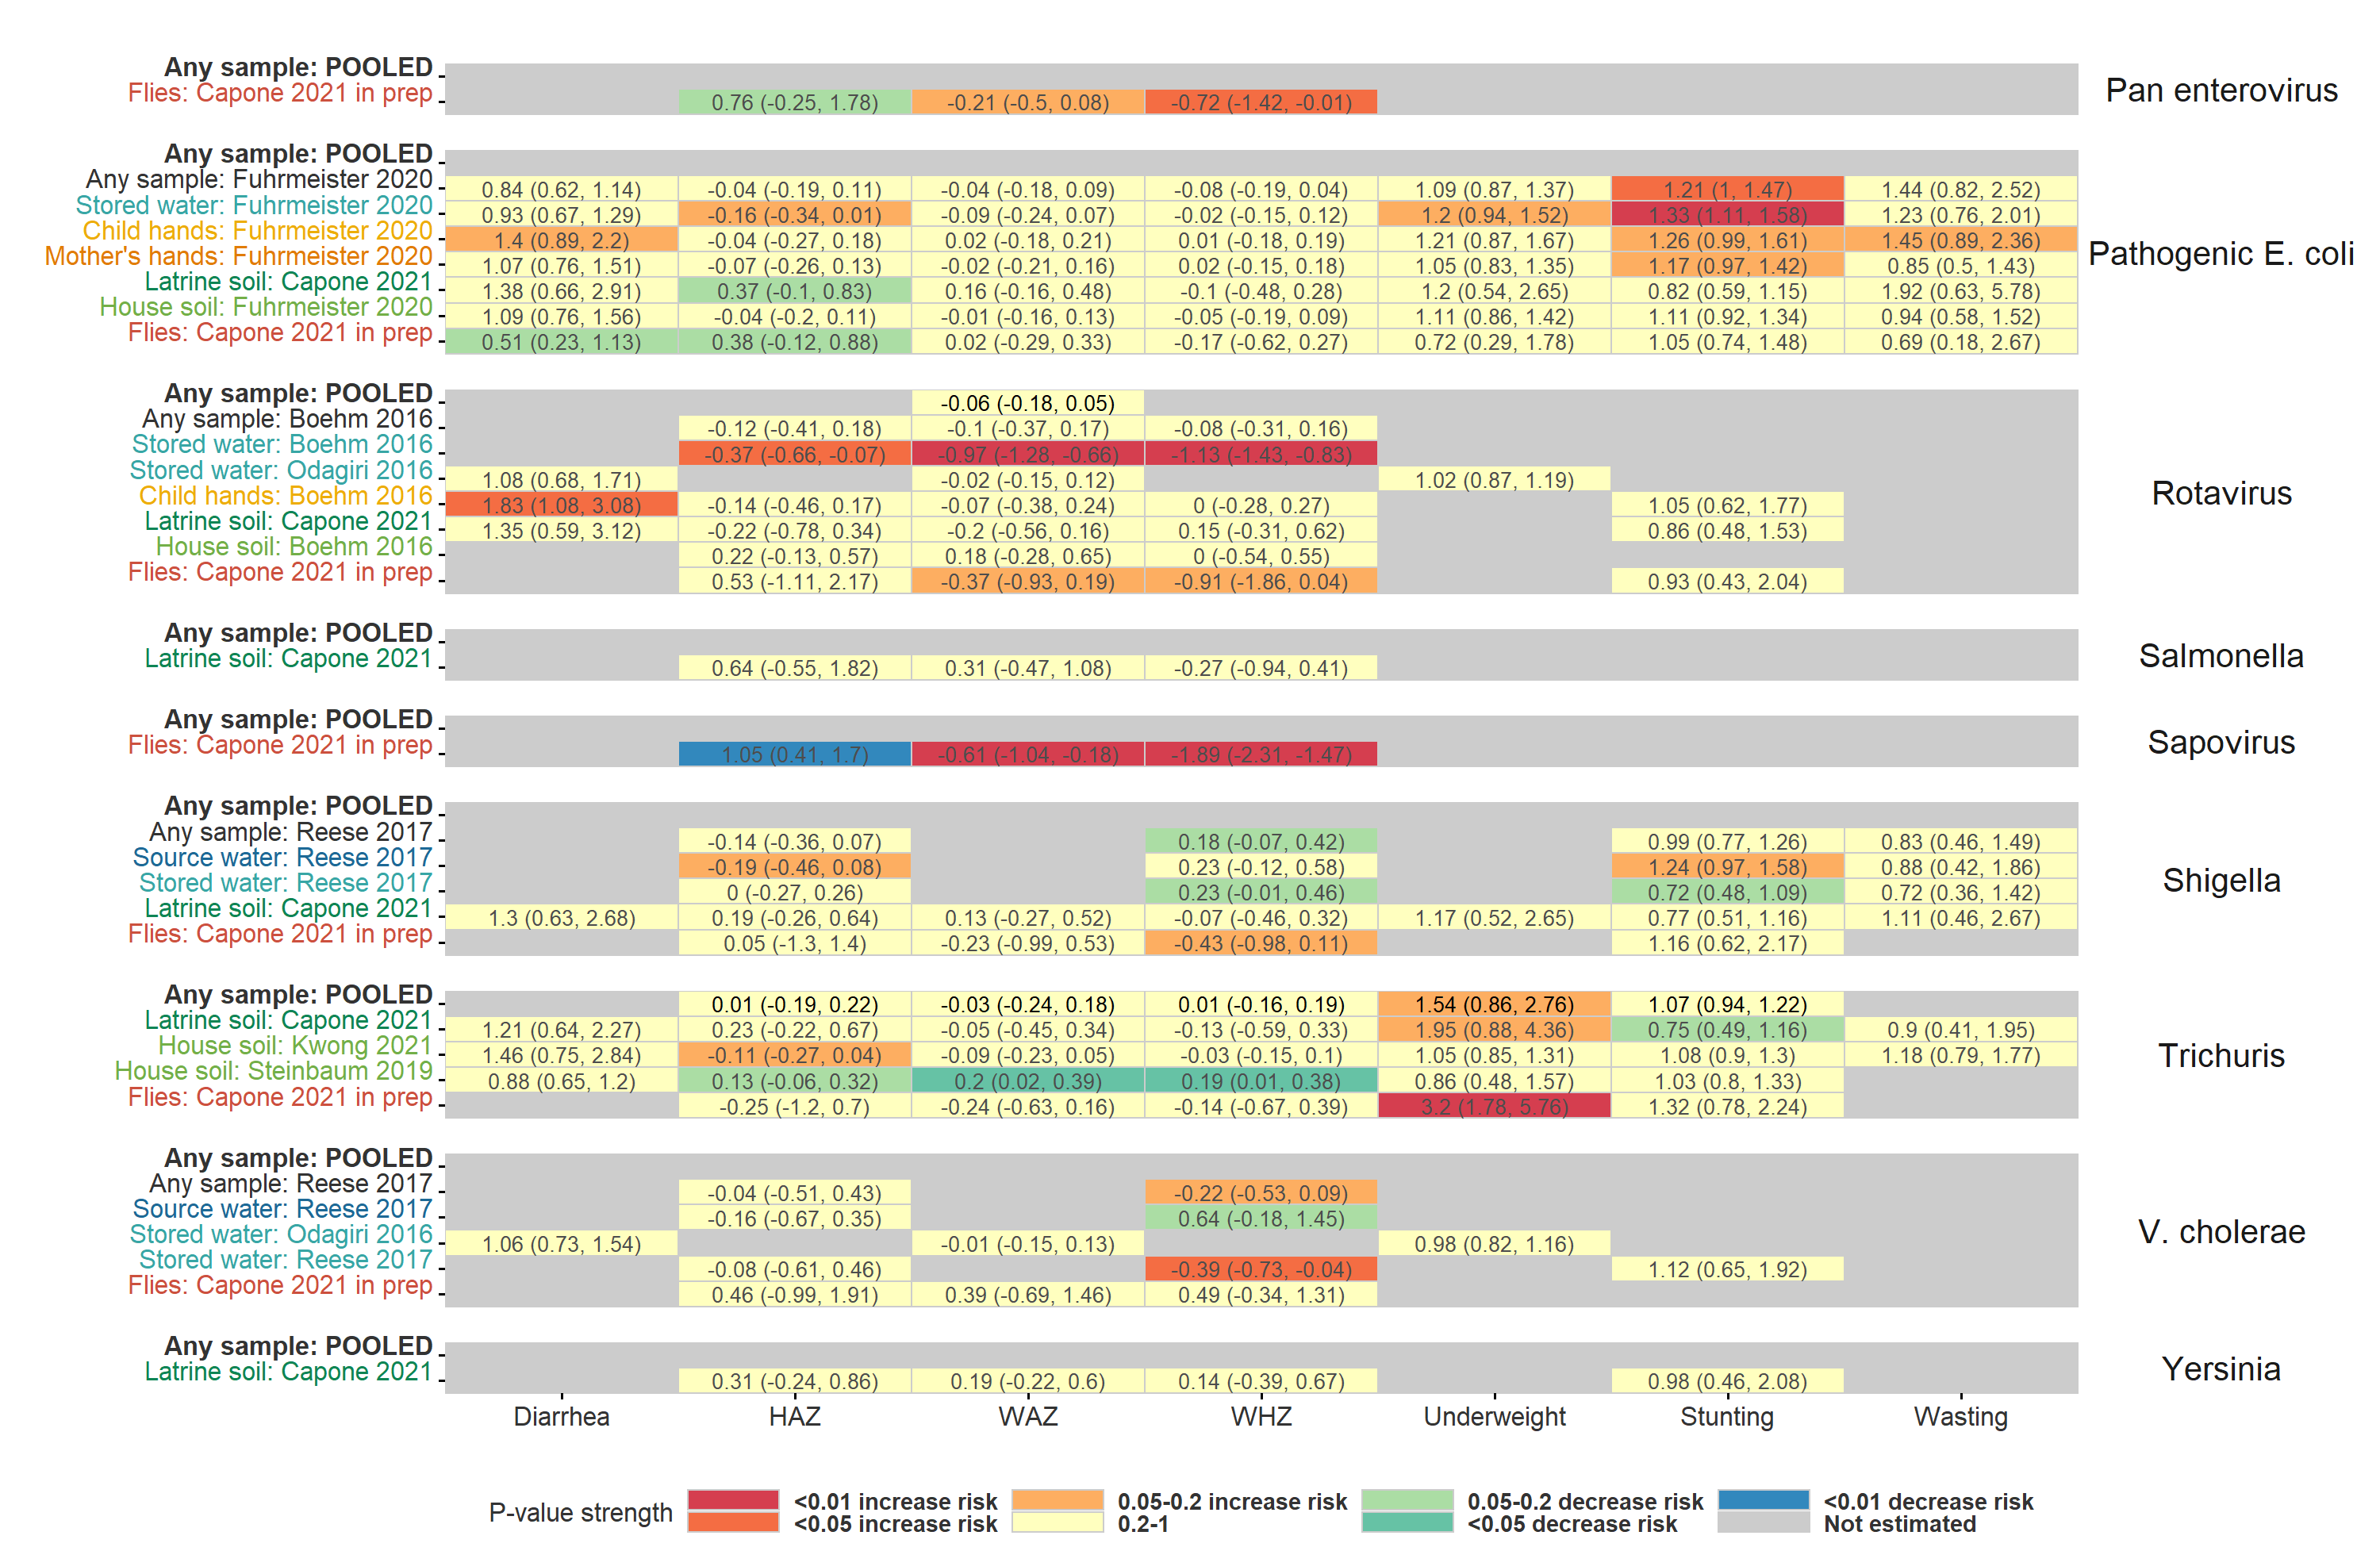 Any sample: POOLED
Flies: Capone 2021 in prep 0.76 (-0.25, 1.78) -0.21 (-0.5, 0.08) -0.72 (-1.42, -0.01)
Pan enterovirus
Any sample: POOLED
Any sample: Fuhrmeister 2020 0.84 (0.62, 1.14) -0.04 (-0.19, 0.11) -0.04 (-0.18, 0.09) -0.08 (-0.19, 0.04) 1.09 (0.87, 1.37) 1.21 (1, 1.47) 1.44 (0.82, 2.52)
Stored water: Fuhrmeister 2020 0.93 (0.67, 1.29) -0.16 (-0.34, 0.01) -0.09 (-0.24, 0.07) -0.02 (-0.15, 0.12) 1.2 (0.94, 1.52) 1.33 (1.11, 1.58) 1.23 (0.76, 2.01)
Child hands: Fuhrmeister 2020 1.4 (0.89, 2.2) -0.04 (-0.27, 0.18) 0.02 (-0.18, 0.21) 0.01 (-0.18, 0.19) 1.21 (0.87, 1.67) 1.26 (0.99, 1.61) 1.45 (0.89, 2.36)
Mother's hands: Fuhrmeister 2020 1.07 (0.76, 1.51) -0.07 (-0.26, 0.13) -0.02 (-0.21, 0.16) 0.02 (-0.15, 0.18) 1.05 (0.83, 1.35) 1.17 (0.97, 1.42) 0.85 (0.5, 1.43)
Latrine soil: Capone 2021 1.38 (0.66, 2.91) 0.37 (-0.1, 0.83) 0.16 (-0.16, 0.48) -0.1 (-0.48, 0.28) 1.2 (0.54, 2.65) 0.82 (0.59, 1.15) 1.92 (0.63, 5.78)
House soil: Fuhrmeister 2020 1.09 (0.76, 1.56) -0.04 (-0.2, 0.11) -0.01 (-0.16, 0.13) -0.05 (-0.19, 0.09) 1.11 (0.86, 1.42) 1.11 (0.92, 1.34) 0.94 (0.58, 1.52)
Flies: Capone 2021 in prep 0.51 (0.23, 1.13) 0.38 (-0.12, 0.88) 0.02 (-0.29, 0.33) -0.17 (-0.62, 0.27) 0.72 (0.29, 1.78) 1.05 (0.74, 1.48) 0.69 (0.18, 2.67)
Pathogenic E. coli
Any sample: POOLED -0.06 (-0.18, 0.05)
Any sample: Boehm 2016 -0.12 (-0.41, 0.18) -0.1 (-0.37, 0.17) -0.08 (-0.31, 0.16)
Stored water: Boehm 2016 -0.37 (-0.66, -0.07) -0.97 (-1.28, -0.66) -1.13 (-1.43, -0.83)
Stored water: Odagiri 2016 1.08 (0.68, 1.71) -0.02 (-0.15, 0.12) 1.02 (0.87, 1.19)
Child hands: Boehm 2016 1.83 (1.08, 3.08) -0.14 (-0.46, 0.17) -0.07 (-0.38, 0.24) 0 (-0.28, 0.27) 1.05 (0.62, 1.77)
Latrine soil: Capone 2021 1.35 (0.59, 3.12) -0.22 (-0.78, 0.34) -0.2 (-0.56, 0.16) 0.15 (-0.31, 0.62) 0.86 (0.48, 1.53)
House soil: Boehm 2016 0.22 (-0.13, 0.57) 0.18 (-0.28, 0.65) 0 (-0.54, 0.55)
Flies: Capone 2021 in prep 0.53 (-1.11, 2.17) -0.37 (-0.93, 0.19) -0.91 (-1.86, 0.04) 0.93 (0.43, 2.04)
Rotavirus
Any sample: POOLED
Latrine soil: Capone 2021 0.64 (-0.55, 1.82) 0.31 (-0.47, 1.08) -0.27 (-0.94, 0.41)
Salmonella
Any sample: POOLED
Flies: Capone 2021 in prep 1.05 (0.41, 1.7) -0.61 (-1.04, -0.18) -1.89 (-2.31, -1.47)
Sapovirus
Any sample: POOLED
Any sample: Reese 2017 -0.14 (-0.36, 0.07) 0.18 (-0.07, 0.42) 0.99 (0.77, 1.26) 0.83 (0.46, 1.49)
Source water: Reese 2017 -0.19 (-0.46, 0.08) 0.23 (-0.12, 0.58) 1.24 (0.97, 1.58) 0.88 (0.42, 1.86)
Stored water: Reese 2017 0 (-0.27, 0.26) 0.23 (-0.01, 0.46) 0.72 (0.48, 1.09) 0.72 (0.36, 1.42)
Latrine soil: Capone 2021 1.3 (0.63, 2.68) 0.19 (-0.26, 0.64) 0.13 (-0.27, 0.52) -0.07 (-0.46, 0.32) 1.17 (0.52, 2.65) 0.77 (0.51, 1.16) 1.11 (0.46, 2.67)
Flies: Capone 2021 in prep 0.05 (-1.3, 1.4) -0.23 (-0.99, 0.53) -0.43 (-0.98, 0.11) 1.16 (0.62, 2.17)
Shigella
Any sample: POOLED 0.01 (-0.19, 0.22) -0.03 (-0.24, 0.18) 0.01 (-0.16, 0.19) 1.54 (0.86, 2.76) 1.07 (0.94, 1.22)
Latrine soil: Capone 2021 1.21 (0.64, 2.27) 0.23 (-0.22, 0.67) -0.05 (-0.45, 0.34) -0.13 (-0.59, 0.33) 1.95 (0.88, 4.36) 0.75 (0.49, 1.16) 0.9 (0.41, 1.95)
House soil: Kwong 2021 1.46 (0.75, 2.84) -0.11 (-0.27, 0.04) -0.09 (-0.23, 0.05) -0.03 (-0.15, 0.1) 1.05 (0.85, 1.31) 1.08 (0.9, 1.3) 1.18 (0.79, 1.77)
House soil: Steinbaum 2019 0.88 (0.65, 1.2) 0.13 (-0.06, 0.32) 0.2 (0.02, 0.39) 0.19 (0.01, 0.38) 0.86 (0.48, 1.57) 1.03 (0.8, 1.33)
Flies: Capone 2021 in prep -0.25 (-1.2, 0.7) -0.24 (-0.63, 0.16) -0.14 (-0.67, 0.39) 3.2 (1.78, 5.76) 1.32 (0.78, 2.24)
Trichuris
Any sample: POOLED
Any sample: Reese 2017 -0.04 (-0.51, 0.43) -0.22 (-0.53, 0.09)
Source water: Reese 2017 -0.16 (-0.67, 0.35) 0.64 (-0.18, 1.45)
Stored water: Odagiri 2016 1.06 (0.73, 1.54) -0.01 (-0.15, 0.13) 0.98 (0.82, 1.16)
Stored water: Reese 2017 -0.08 (-0.61, 0.46) -0.39 (-0.73, -0.04) 1.12 (0.65, 1.92)
Flies: Capone 2021 in prep 0.46 (-0.99, 1.91) 0.39 (-0.69, 1.46) 0.49 (-0.34, 1.31)
V. cholerae
Any sample: POOLED
Latrine soil: Capone 2021 0.31 (-0.24, 0.86) 0.19 (-0.22, 0.6) 0.14 (-0.39, 0.67) 0.98 (0.46, 2.08)
Yersinia
Diarrhea HAZ WAZ WHZ Underweight Stunting Wasting
P-value strength
<0.01 increase risk 0.05-0.2 increase risk 0.05-0.2 decrease risk <0.01 decrease risk
<0.05 increase risk 0.2-1 <0.05 decrease risk Not estimated